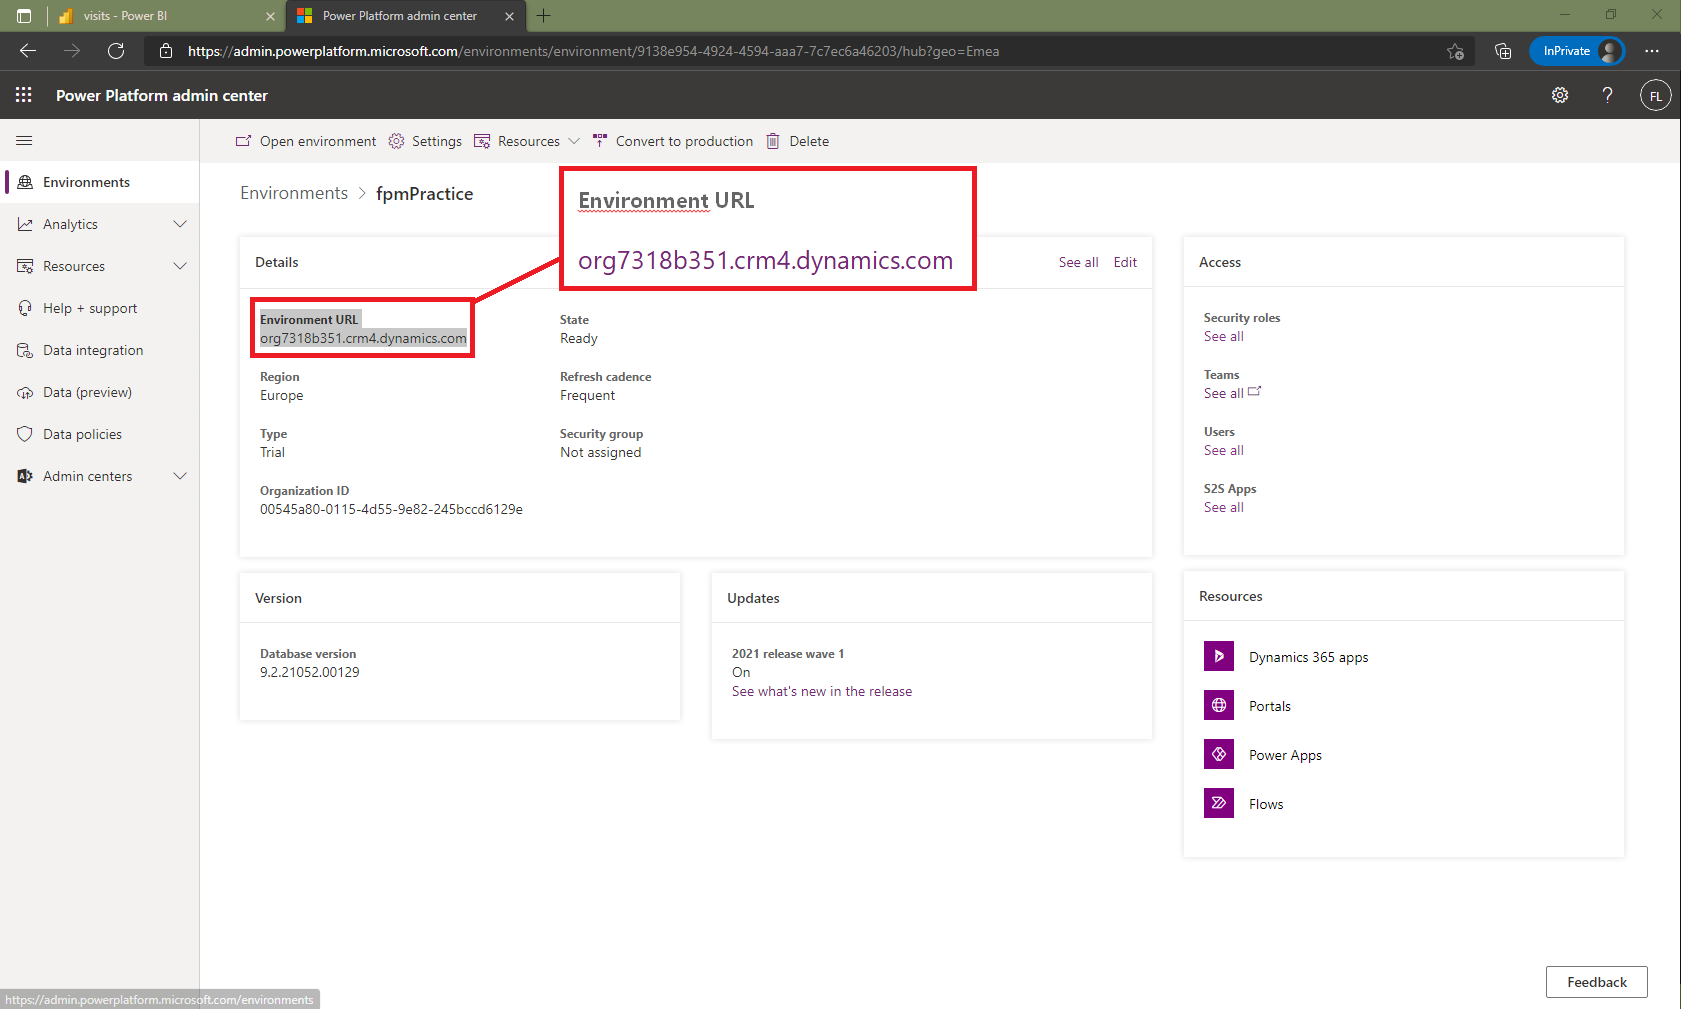 visits - Power BI
Power Platform admin center
https://admin.powerplatform.microsoft.com/environments/environment/9138e954-4924-4594-aaa7-7c7ec6a46203/hub?geo=Emea
InPrivate
Power Platform admin center
?
FL
Open environment
Settings
Resources
Convert to production
Delete
Environments
Analytics
Resources
Help + support
Data integration
Data (preview)
Data policies
Admin centers
Environments > fpmPractice
Environment URL
org7318b351.crm4.dynamics.com
Details
See all
Edit
Environment URL
org7318b351.crm4.dynamics.com
State
Ready
Region
Europe
Refresh cadence
Frequent
Type
Trial
Security group
Not assigned
Organization ID
00545a80-0115-4d55-9e82-245bccd6129e
Access
Security roles
See all
Teams
See all
Users
See all
S2S Apps
See all
Version
Database version
9.2.21052.00129
Updates
2021 release wave 1
On
See what's new in the release
Resources
Dynamics 365 apps
Portals
Power Apps
Flows
Feedback
https://admin.powerplatform.microsoft.com/environments